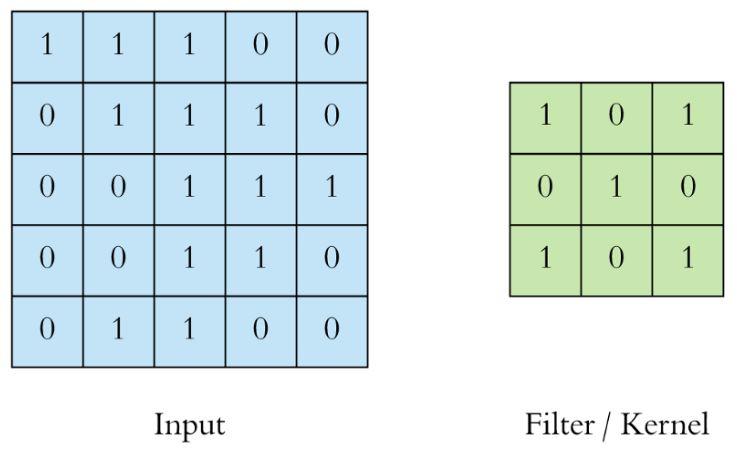 1 1 1 0 0
0 1 1 1 0
0 0 1 1 1
0 0 1 1 0
0 1 1 0 0
Input
1 0 1
0 1 0
1 0 1
Filter / Kernel